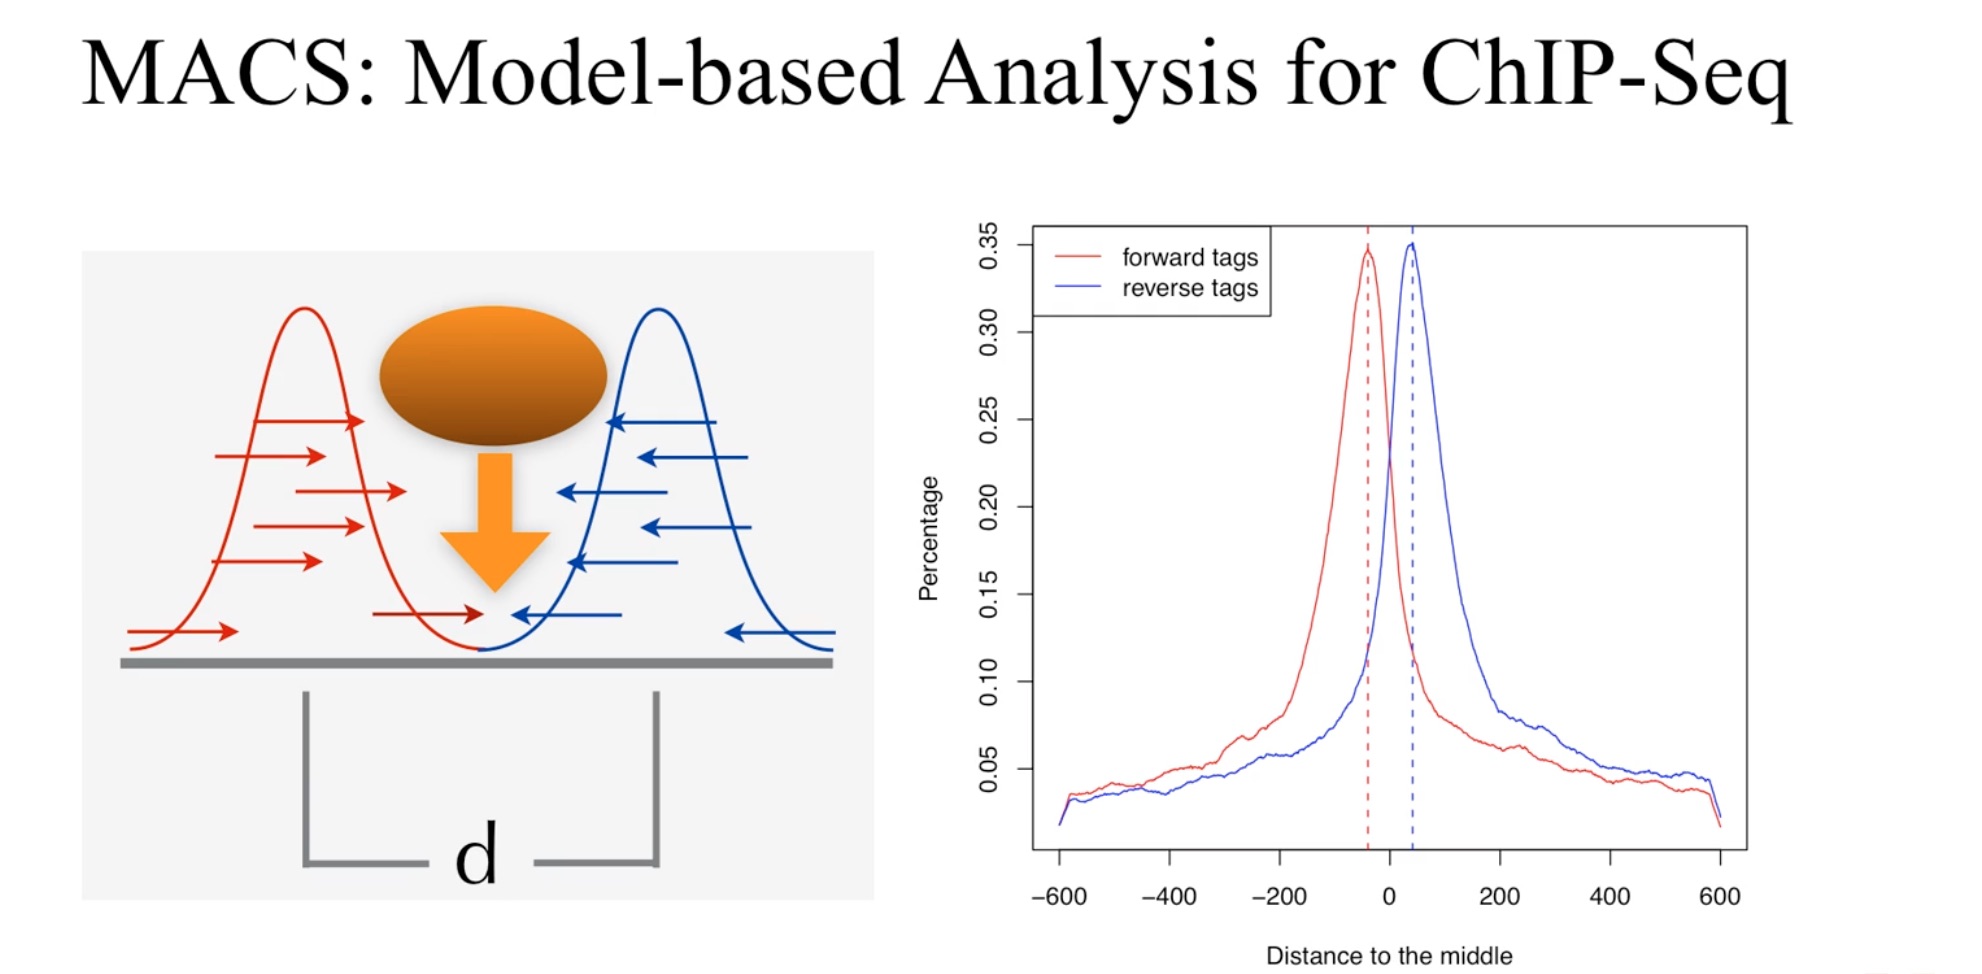 MACS: Model-based Analysis for ChIP-Seq
d
forward tags
reverse tags
Percentage
0.35
0.30
0.25
0.20
0.15
0.10
0.05
−600 −400 −200 0 200 400 600
Distance to the middle